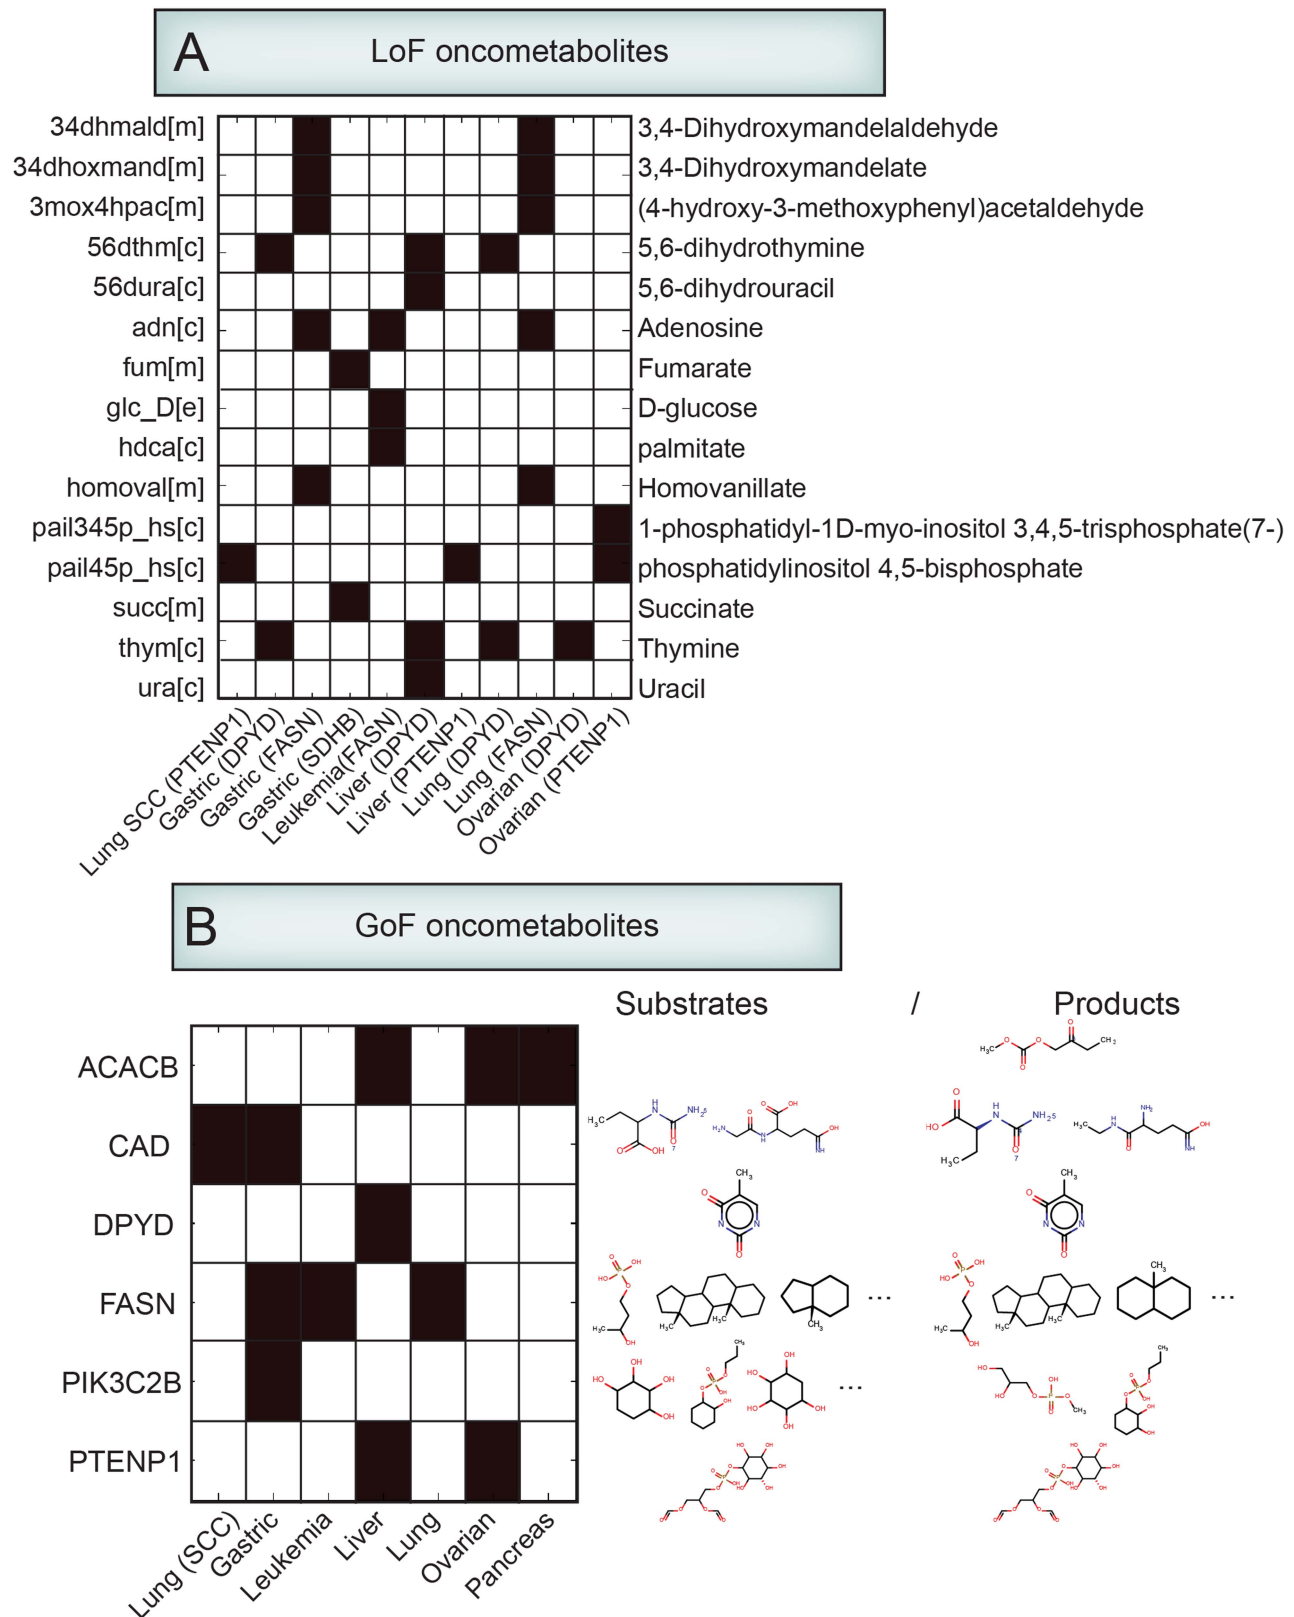 A LoF oncometabolites
34dhmald[m] 3,4-Dihydroxymandelaldehyde
34dhoxmand[m] 3,4-Dihydroxymandelate
3mox4hpac[m] (4-hydroxy-3-methoxyphenyl)acetaldehyde
56dthm[c] 5,6-dihydrothymine
56dura[c] 5,6-dihydrouracil
adn[c] Adenosine
fum[m] Fumarate
glc_D[e] D-glucose
hdca[c] palmitate
homoval[m] Homovanillate
pail345p_hs[c] 1-phosphatidyl-1D-myo-inositol 3,4,5-trisphosphate(7-)
pail45p_hs[c] phosphatidylinositol 4,5-bisphosphate
succ[m] Succinate
thym[c] Thymine
ura[c] Uracil
Lung SCC (PTENP1)
Gastric (DPYD)
Gastric (FASN)
Gastric (SDHB)
Leukemia(FASN)
Liver (DPYD)
Liver (PTENP1)
Lung (DPYD)
Lung (FASN)
Ovarian (DPYD)
Ovarian (PTENP1)
B GoF oncometabolites
Substrates / Products
ACACB
CAD
DPYD
FASN
PIK3C2B
PTENP1
Lung (SCC)
Gastric
Leukemia
Liver
Lung
Ovarian
Pancreas